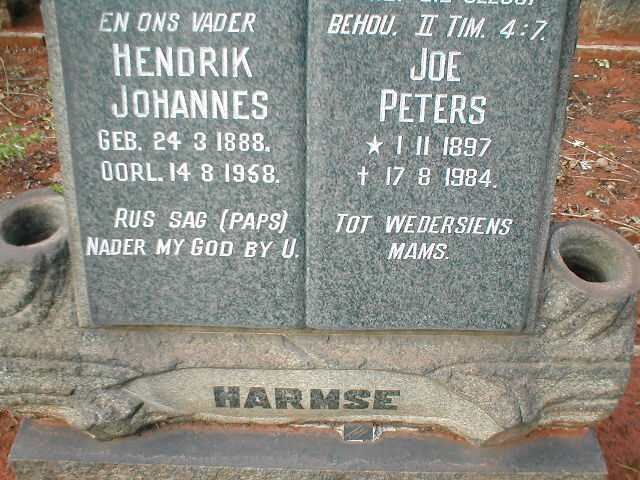 EN ONS VADER
HENDRIK
JOHANNES
GEB. 24 3 1888.
OORL. 14 8 1958.
RUS SAG (PAPS)
NADER MY GOD BY U.
BEHOU. II TIM. 4:7.
JOE
PETERS
★ 1 11 1897
† 17 8 1984.
TOT WEDERSIENS
MAMS.
HARMSE